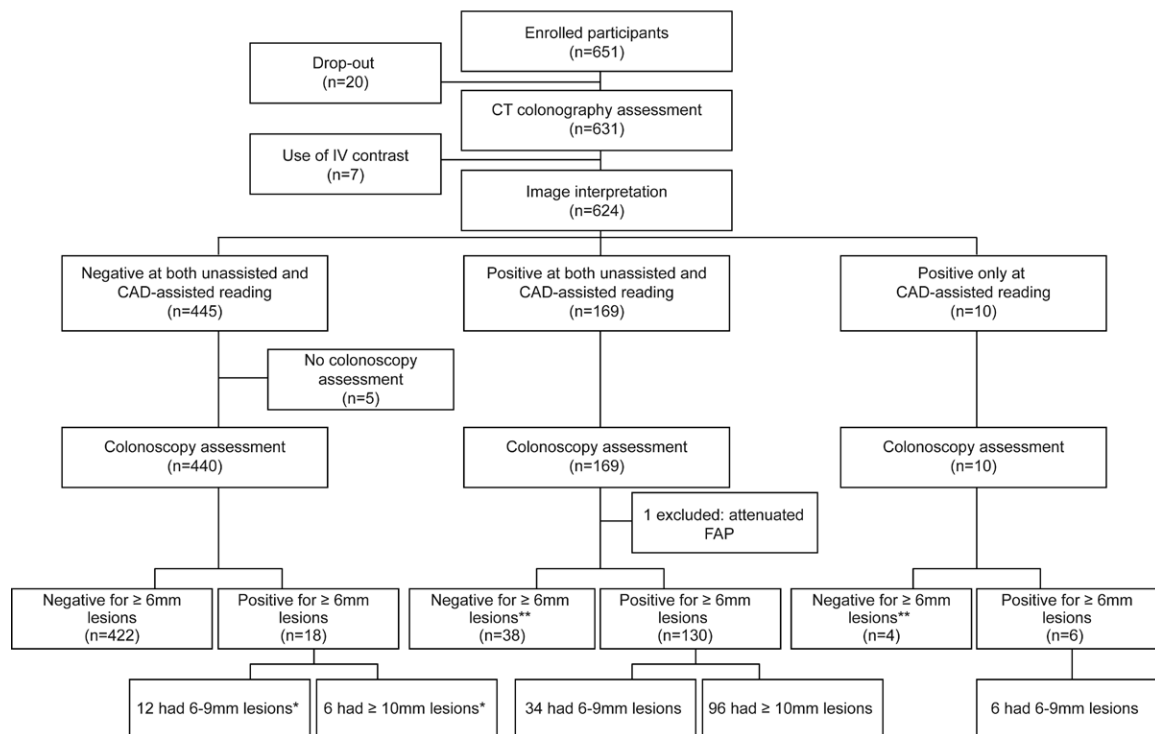 Enrolled participants
(n=651)
Drop-out
(n=20)
CT colonography assessment
(n=631)
Use of IV contrast
(n=7)
Image interpretation
(n=624)
Negative at both unassisted and
CAD-assisted reading
(n=445)
Positive at both unassisted and
CAD-assisted reading
(n=169)
Positive only at
CAD-assisted reading
(n=10)
No colonoscopy
assessment
(n=5)
Colonoscopy assessment
(n=440)
Colonoscopy assessment
(n=169)
Colonoscopy assessment
(n=10)
1 excluded: attenuated
FAP
Negative for ≥ 6mm
lesions
(n=422)
Positive for ≥ 6mm
lesions
(n=18)
Negative for ≥ 6mm
lesions**
(n=38)
Positive for ≥ 6mm
lesions
(n=130)
Negative for ≥ 6mm
lesions**
(n=4)
Positive for ≥ 6mm
lesions
(n=6)
12 had 6-9mm lesions*
6 had ≥ 10mm lesions*
34 had 6-9mm lesions
96 had ≥ 10mm lesions
6 had 6-9mm lesions